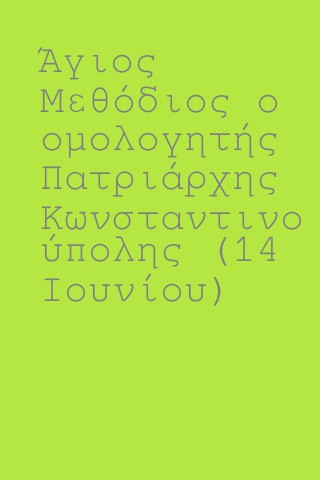 Άγιος
Μεθόδιος ο
ομολογητής
Πατριάρχης
Κωνσταντινο
ύπολης (14
Ιουνίου)